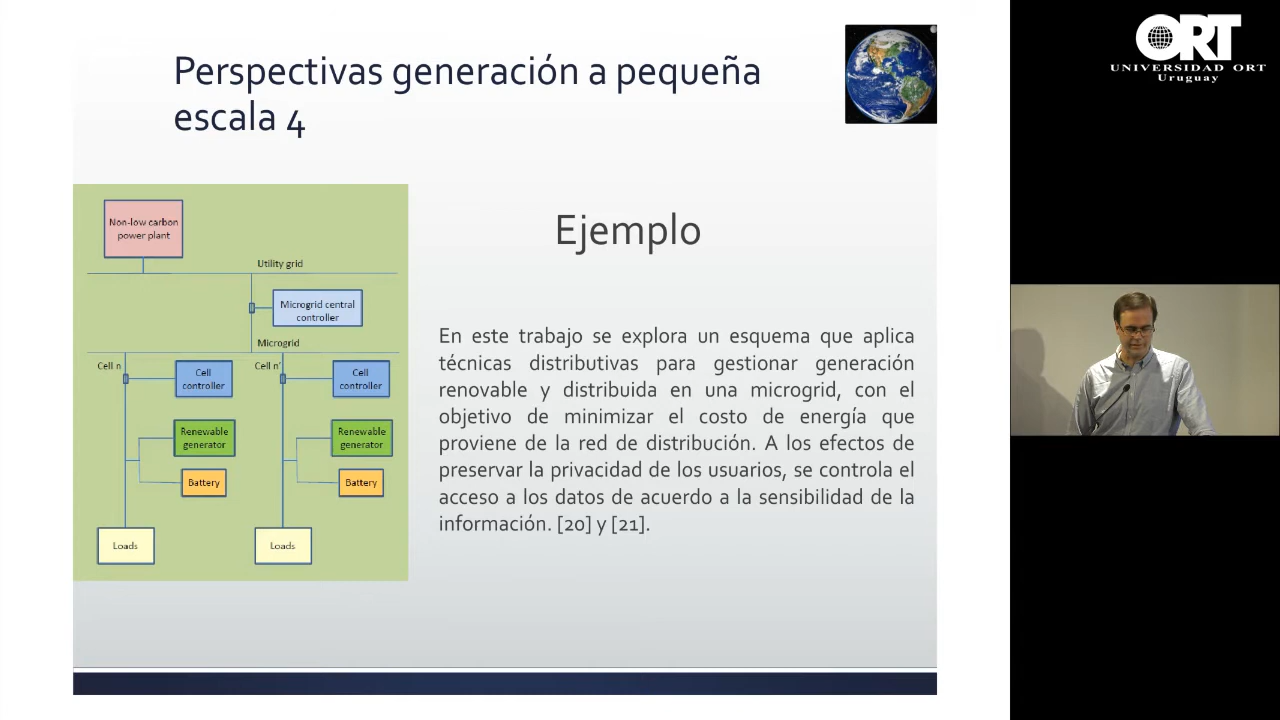 Perspectivas generación a pequeña
escala 4
ORT
UNIVERSIDAD ORT
Uruguay
Non-low carbon
power plant
Utility grid
Microgrid central
controller
Microgrid
Cell n
Cell
controller
Cell n'
Cell
controller
Renewable
generator
Renewable
generator
Battery
Battery
Loads
Loads
Ejemplo
En este trabajo se explora un esquema que aplica
técnicas distributivas para gestionar generación
renovable y distribuida en una microgrid, con el
objetivo de minimizar el costo de energía que
proviene de la red de distribución. A los efectos de
preservar la privacidad de los usuarios, se controla el
acceso a los datos de acuerdo a la sensibilidad de la
información. [20] y [21].